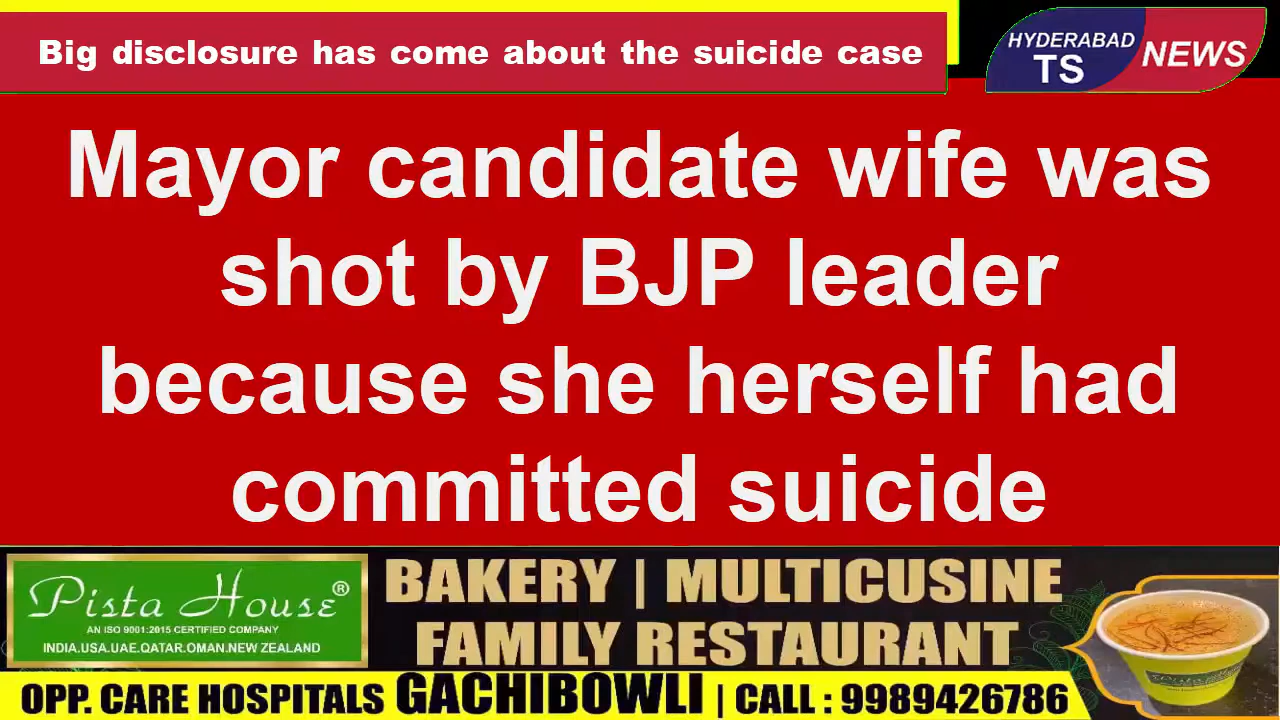 Big disclosure has come about the suicide case
HYDERABAD
TS
NEWS
Mayor candidate wife was
shot by BJP leader
because she herself had
committed suicide
Pista House®
AN ISO 9001:2015 CERTIFIED COMPANY
INDIA.USA.UAE.QATAR.OMAN.NEW ZEALAND
BAKERY | MULTICUSINE
FAMILY RESTAURANT
Pista House
OPP. CARE HOSPITALS GACHIBOWLI | CALL : 9989426786